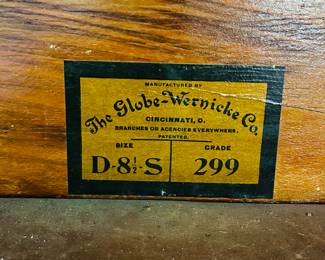 MANUFACTURED BY
The Globe-Wernicke Co.
CINCINNATI, O.
BRANCHES OR AGENCIES EVERYWHERE.
PATENTED.
SIZE GRADE
D-8½-S 299